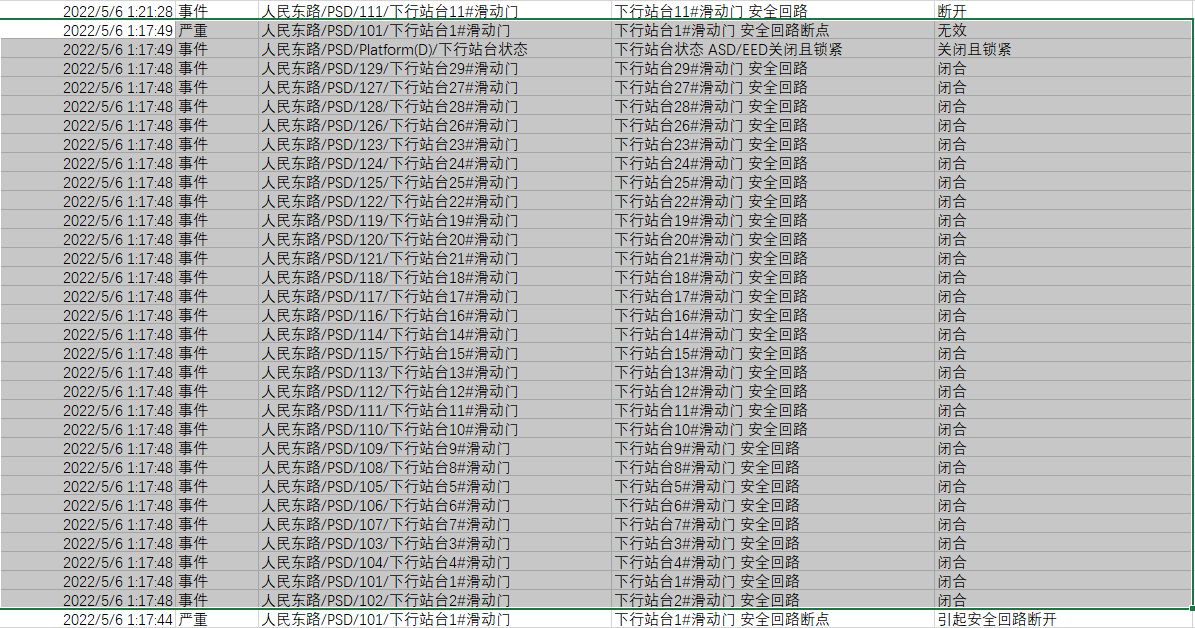 2022/5/6 1:21:28 事件 人民东路/PSD/111/下行站台11#滑动门 下行站台11#滑动门 安全回路 断开
2022/5/6 1:17:49 严重 人民东路/PSD/101/下行站台1#滑动门 下行站台1#滑动门 安全回路断点 无效
2022/5/6 1:17:49 事件 人民东路/PSD/Platform(D)/下行站台状态 下行站台状态 ASD/EED关闭且锁紧 关闭且锁紧
2022/5/6 1:17:48 事件 人民东路/PSD/129/下行站台29#滑动门 下行站台29#滑动门 安全回路 闭合
2022/5/6 1:17:48 事件 人民东路/PSD/127/下行站台27#滑动门 下行站台27#滑动门 安全回路 闭合
2022/5/6 1:17:48 事件 人民东路/PSD/128/下行站台28#滑动门 下行站台28#滑动门 安全回路 闭合
2022/5/6 1:17:48 事件 人民东路/PSD/126/下行站台26#滑动门 下行站台26#滑动门 安全回路 闭合
2022/5/6 1:17:48 事件 人民东路/PSD/123/下行站台23#滑动门 下行站台23#滑动门 安全回路 闭合
2022/5/6 1:17:48 事件 人民东路/PSD/124/下行站台24#滑动门 下行站台24#滑动门 安全回路 闭合
2022/5/6 1:17:48 事件 人民东路/PSD/125/下行站台25#滑动门 下行站台25#滑动门 安全回路 闭合
2022/5/6 1:17:48 事件 人民东路/PSD/122/下行站台22#滑动门 下行站台22#滑动门 安全回路 闭合
2022/5/6 1:17:48 事件 人民东路/PSD/119/下行站台19#滑动门 下行站台19#滑动门 安全回路 闭合
2022/5/6 1:17:48 事件 人民东路/PSD/120/下行站台20#滑动门 下行站台20#滑动门 安全回路 闭合
2022/5/6 1:17:48 事件 人民东路/PSD/121/下行站台21#滑动门 下行站台21#滑动门 安全回路 闭合
2022/5/6 1:17:48 事件 人民东路/PSD/118/下行站台18#滑动门 下行站台18#滑动门 安全回路 闭合
2022/5/6 1:17:48 事件 人民东路/PSD/117/下行站台17#滑动门 下行站台17#滑动门 安全回路 闭合
2022/5/6 1:17:48 事件 人民东路/PSD/116/下行站台16#滑动门 下行站台16#滑动门 安全回路 闭合
2022/5/6 1:17:48 事件 人民东路/PSD/114/下行站台14#滑动门 下行站台14#滑动门 安全回路 闭合
2022/5/6 1:17:48 事件 人民东路/PSD/115/下行站台15#滑动门 下行站台15#滑动门 安全回路 闭合
2022/5/6 1:17:48 事件 人民东路/PSD/113/下行站台13#滑动门 下行站台13#滑动门 安全回路 闭合
2022/5/6 1:17:48 事件 人民东路/PSD/112/下行站台12#滑动门 下行站台12#滑动门 安全回路 闭合
2022/5/6 1:17:48 事件 人民东路/PSD/111/下行站台11#滑动门 下行站台11#滑动门 安全回路 闭合
2022/5/6 1:17:48 事件 人民东路/PSD/110/下行站台10#滑动门 下行站台10#滑动门 安全回路 闭合
2022/5/6 1:17:48 事件 人民东路/PSD/109/下行站台9#滑动门 下行站台9#滑动门 安全回路 闭合
2022/5/6 1:17:48 事件 人民东路/PSD/108/下行站台8#滑动门 下行站台8#滑动门 安全回路 闭合
2022/5/6 1:17:48 事件 人民东路/PSD/105/下行站台5#滑动门 下行站台5#滑动门 安全回路 闭合
2022/5/6 1:17:48 事件 人民东路/PSD/106/下行站台6#滑动门 下行站台6#滑动门 安全回路 闭合
2022/5/6 1:17:48 事件 人民东路/PSD/107/下行站台7#滑动门 下行站台7#滑动门 安全回路 闭合
2022/5/6 1:17:48 事件 人民东路/PSD/103/下行站台3#滑动门 下行站台3#滑动门 安全回路 闭合
2022/5/6 1:17:48 事件 人民东路/PSD/104/下行站台4#滑动门 下行站台4#滑动门 安全回路 闭合
2022/5/6 1:17:48 事件 人民东路/PSD/101/下行站台1#滑动门 下行站台1#滑动门 安全回路 闭合
2022/5/6 1:17:48 事件 人民东路/PSD/102/下行站台2#滑动门 下行站台2#滑动门 安全回路 闭合
2022/5/6 1:17:44 严重 人民东路/PSD/101/下行站台1#滑动门 下行站台1#滑动门 安全回路断点 引起安全回路断开